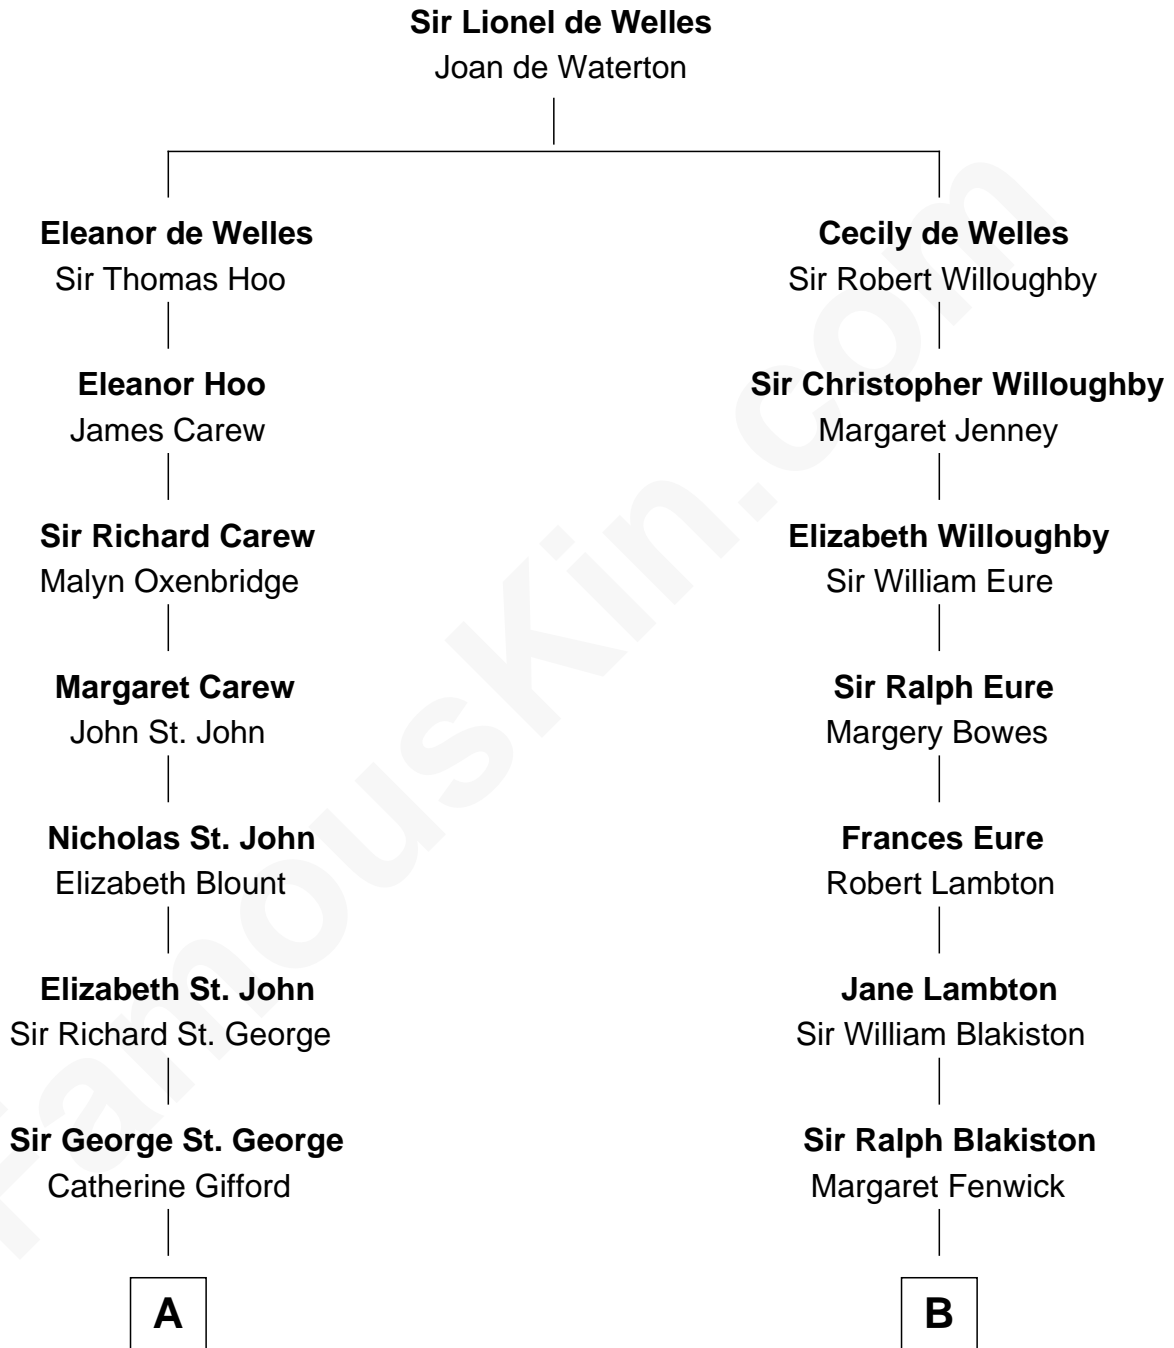 Sir Lionel de Welles
Joan de Waterton
Eleanor de Welles
Sir Thomas Hoo
Cecily de Welles
Sir Robert Willoughby
Eleanor Hoo
James Carew
Sir Christopher Willoughby
Margaret Jenney
Sir Richard Carew
Malyn Oxenbridge
Elizabeth Willoughby
Sir William Eure
Margaret Carew
John St. John
Sir Ralph Eure
Margery Bowes
Nicholas St. John
Elizabeth Blount
Frances Eure
Robert Lambton
Elizabeth St. John
Sir Richard St. George
Jane Lambton
Sir William Blakiston
Sir George St. George
Catherine Gifford
Sir Ralph Blakiston
Margaret Fenwick
A
B
FamousKin.com